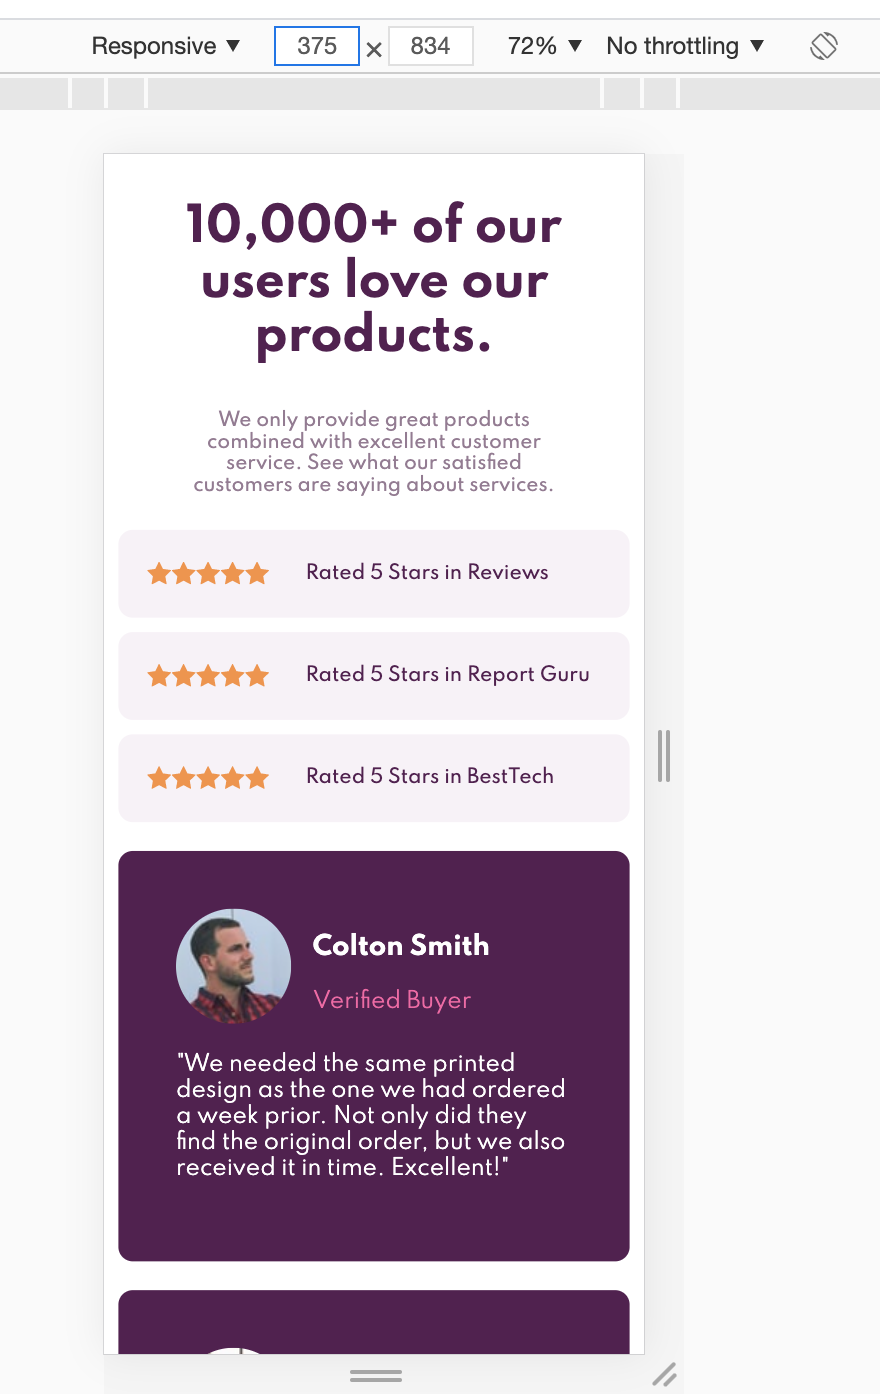 Responsive ▼ 375 × 834 72% ▼ No throttling ▼
10,000+ of our
users love our
products.
We only provide great products
combined with excellent customer
service. See what our satisfied
customers are saying about services.
Rated 5 Stars in Reviews
Rated 5 Stars in Report Guru
Rated 5 Stars in BestTech
Colton Smith
Verified Buyer
"We needed the same printed
design as the one we had ordered
a week prior. Not only did they
find the original order, but we also
received it in time. Excellent!"